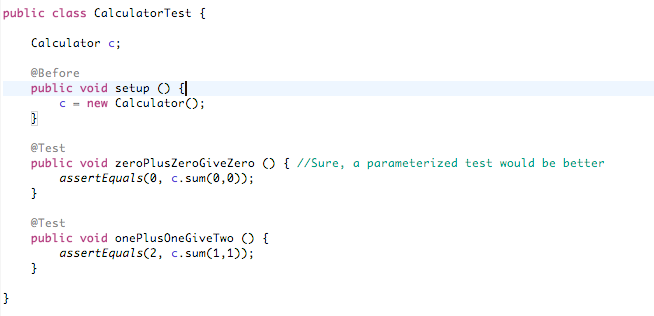 public class CalculatorTest {
Calculator c;
@Before
public void setup () {
c = new Calculator();
}
@Test
public void zeroPlusZeroGiveZero () { //Sure, a parameterized test would be better
assertEquals(0, c.sum(0,0));
}
@Test
public void onePlusOneGiveTwo () {
assertEquals(2, c.sum(1,1));
}
}